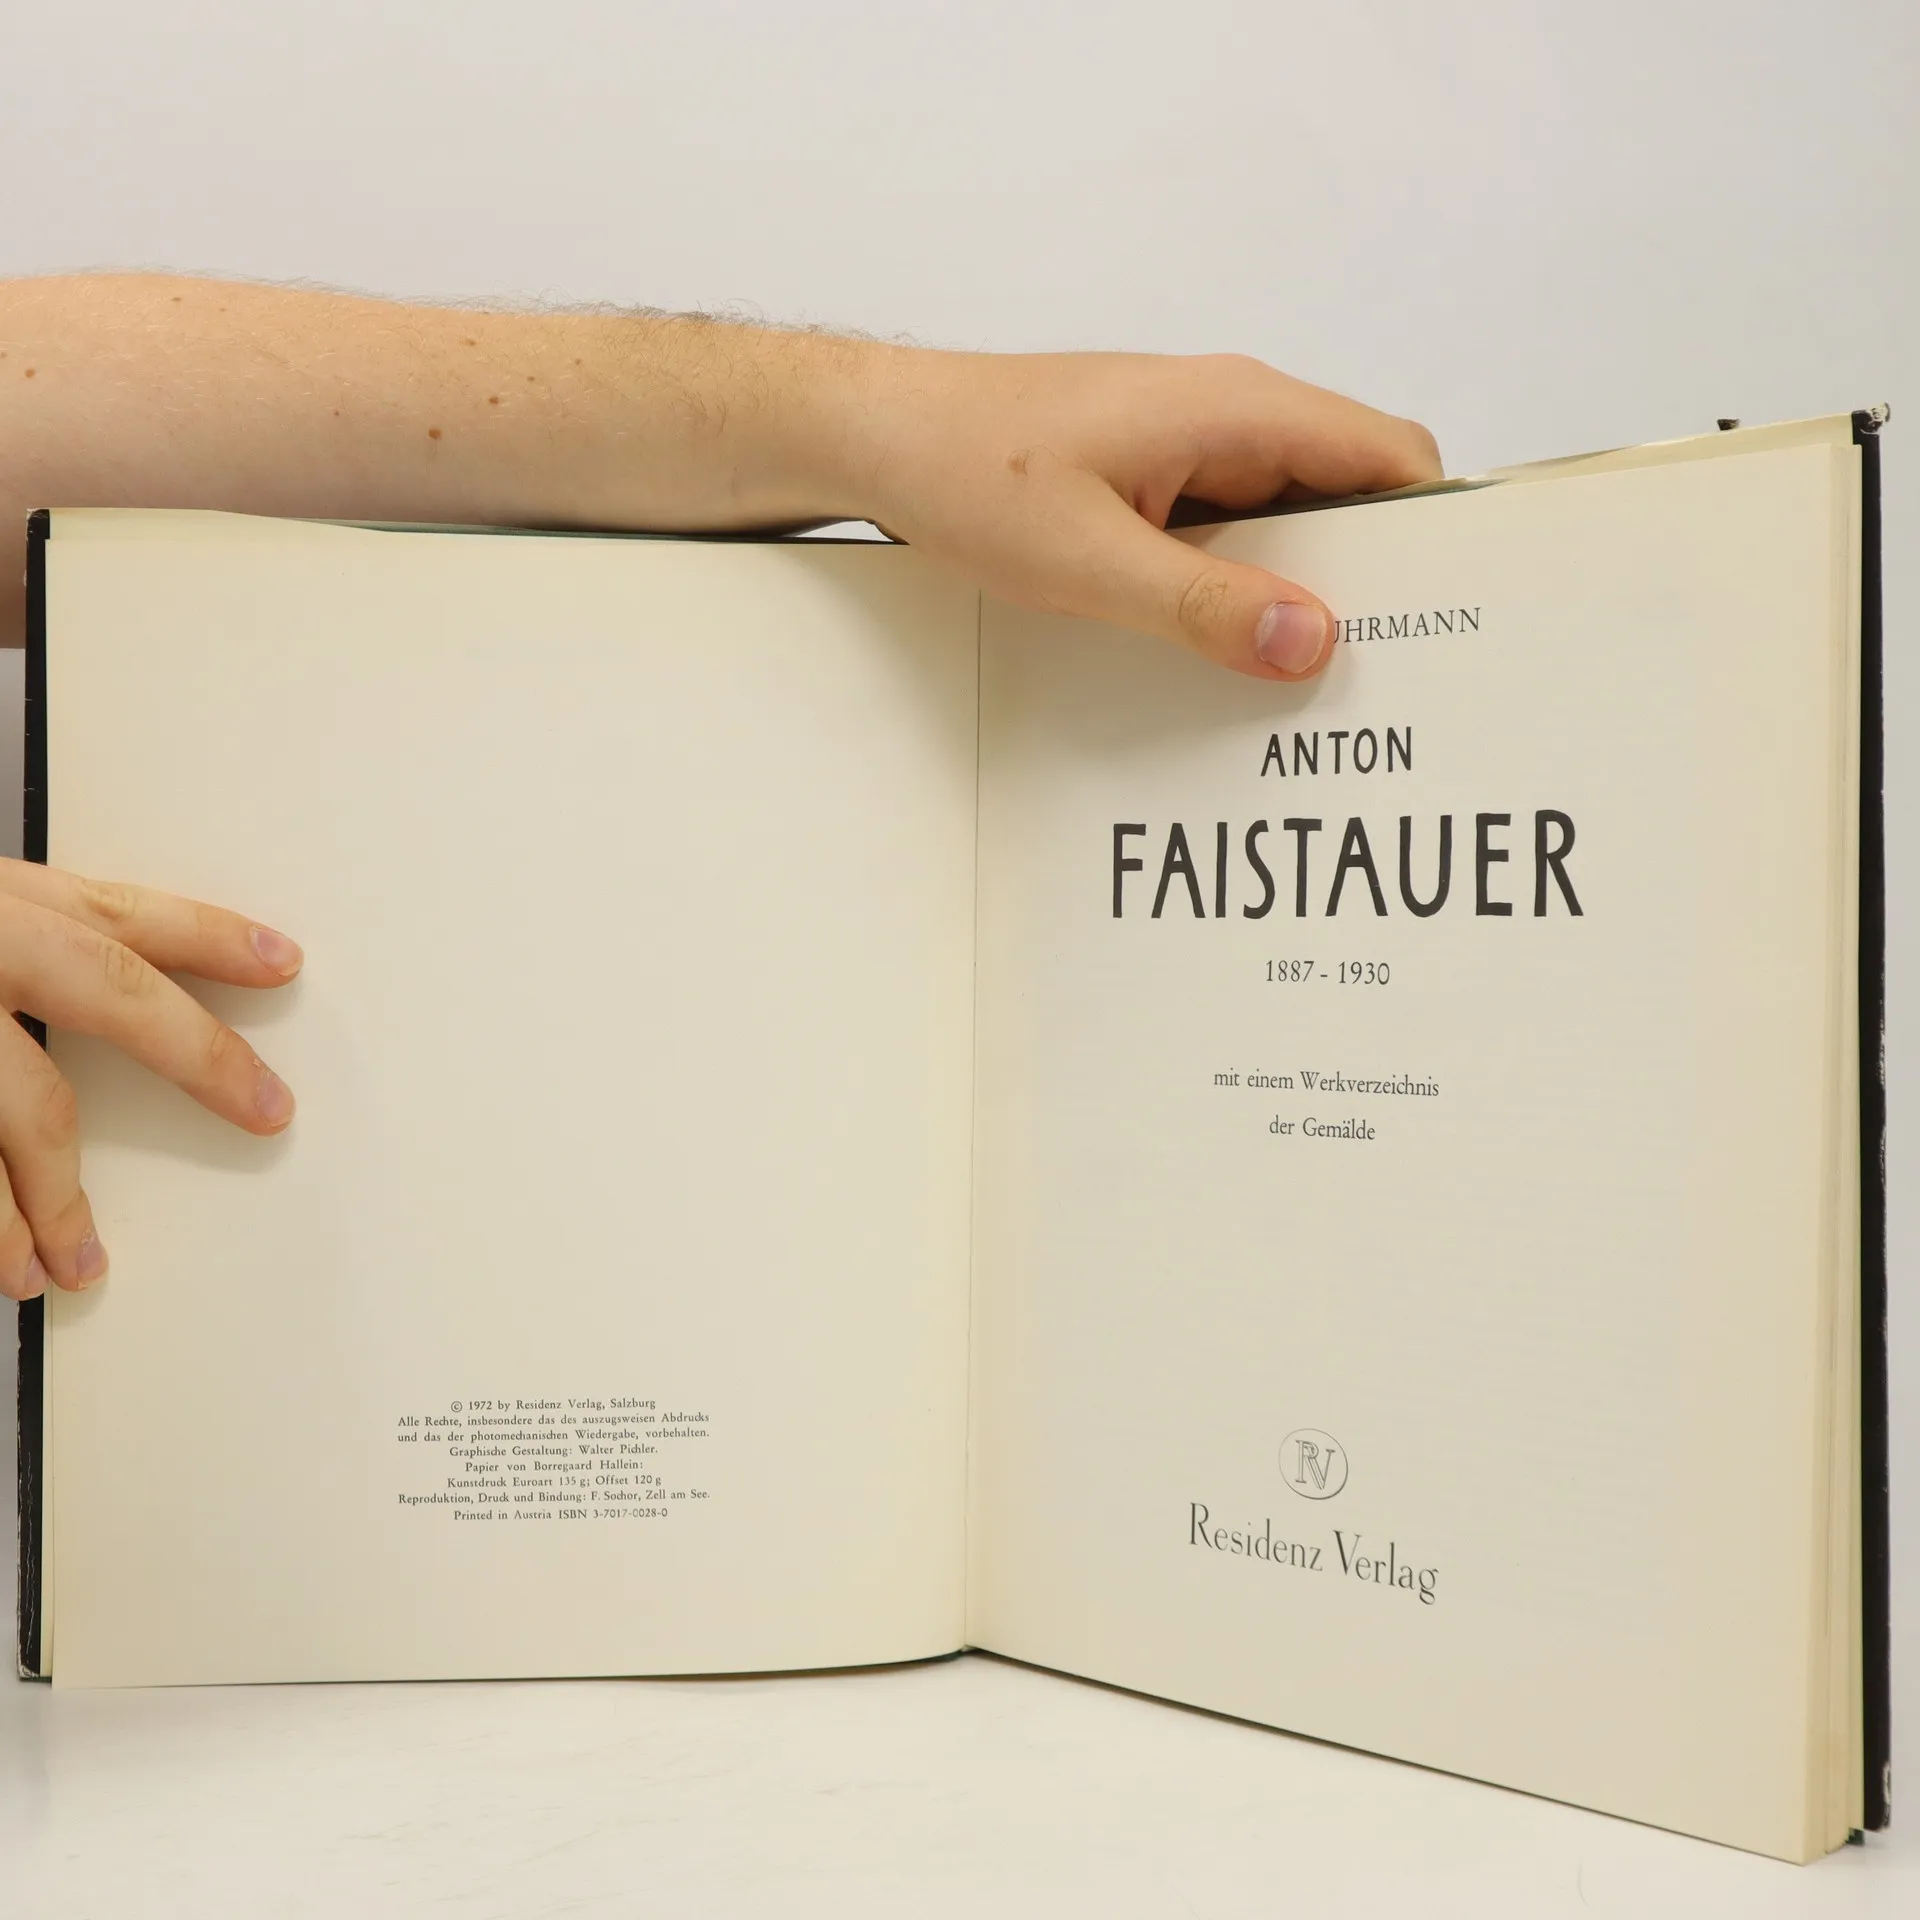 © 1972 by Residenz Verlag, Salzburg
Alle Rechte, insbesondere das des auszugsweisen Abdrucks
und das der photomechanischen Wiedergabe, vorbehalten.
Graphische Gestaltung: Walter Pichler.
Papier von Borregaard Hallein:
Kunstdruck Euroart 135 g; Offset 120 g
Reproduktion, Druck und Bindung: F. Sochor, Zell am See.
Printed in Austria ISBN 3-7017-0028-0
UHRMANN
ANTON
FAISTAUER
1887 - 1930
mit einem Werkverzeichnis
der Gemälde
RV
Residenz Verlag